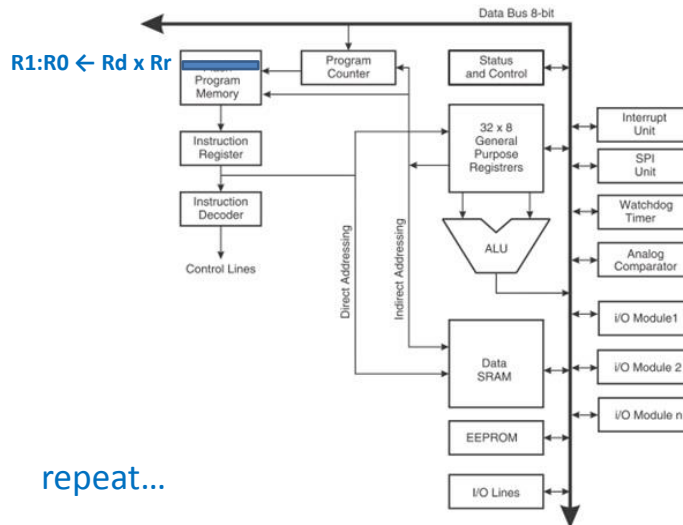 Data Bus 8-bit
R1:R0 ← Rd x Rr
Program
Memory
Program
Counter
Status
and Control
Instruction
Register
32 x 8
General
Purpose
Registrers
Interrupt
Unit
SPI
Unit
Instruction
Decoder
Watchdog
Timer
ALU
Analog
Comparator
Control Lines
Direct Addressing
Indirect Addressing
i/O Module1
Data
SRAM
i/O Module 2
i/O Module n
EEPROM
I/O Lines
repeat...